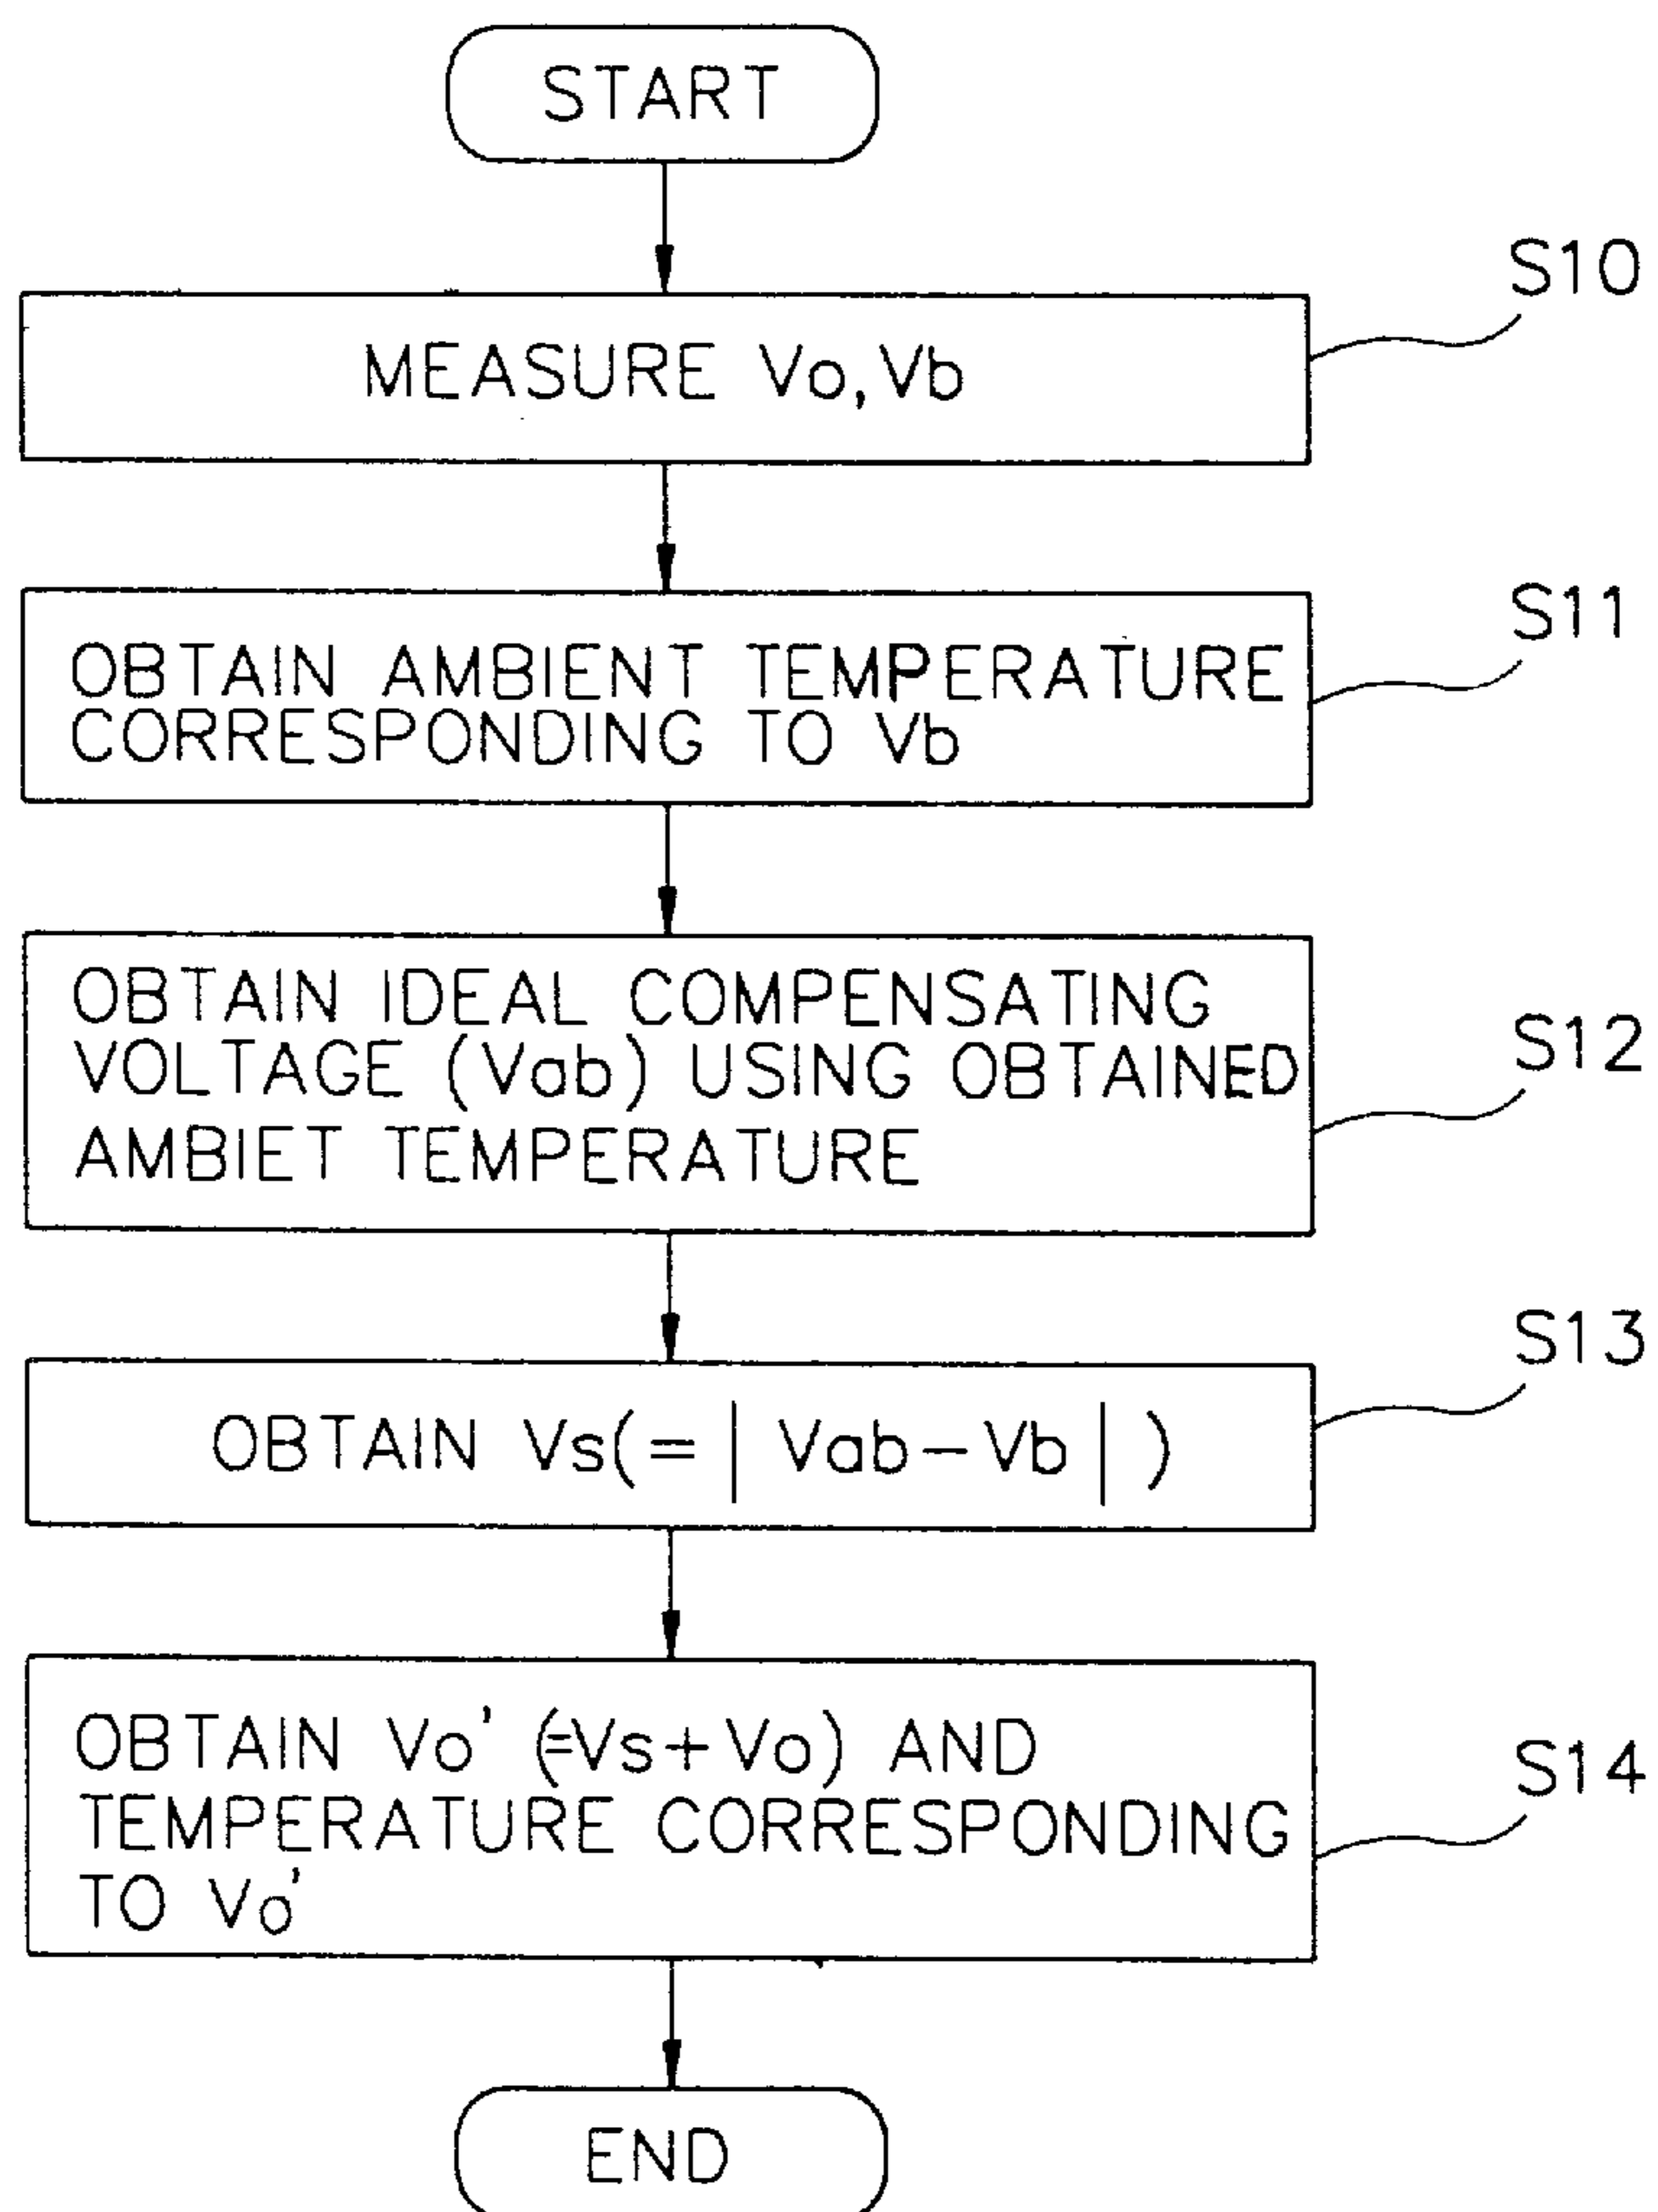 START
S10
MEASURE Vo,Vb
S11
OBTAIN AMBIENT TEMPERATURE
CORRESPONDING TO Vb
OBTAIN IDEAL COMPENSATING
VOLTAGE (Vab) USING OBTAINED
AMBIET TEMPERATURE
S12
S13
OBTAIN Vs(=| Vab-Vb | )
OBTAIN Vo' (=Vs+Vo) AND
TEMPERATURE CORRESPONDING
TO Vo'
S14
END